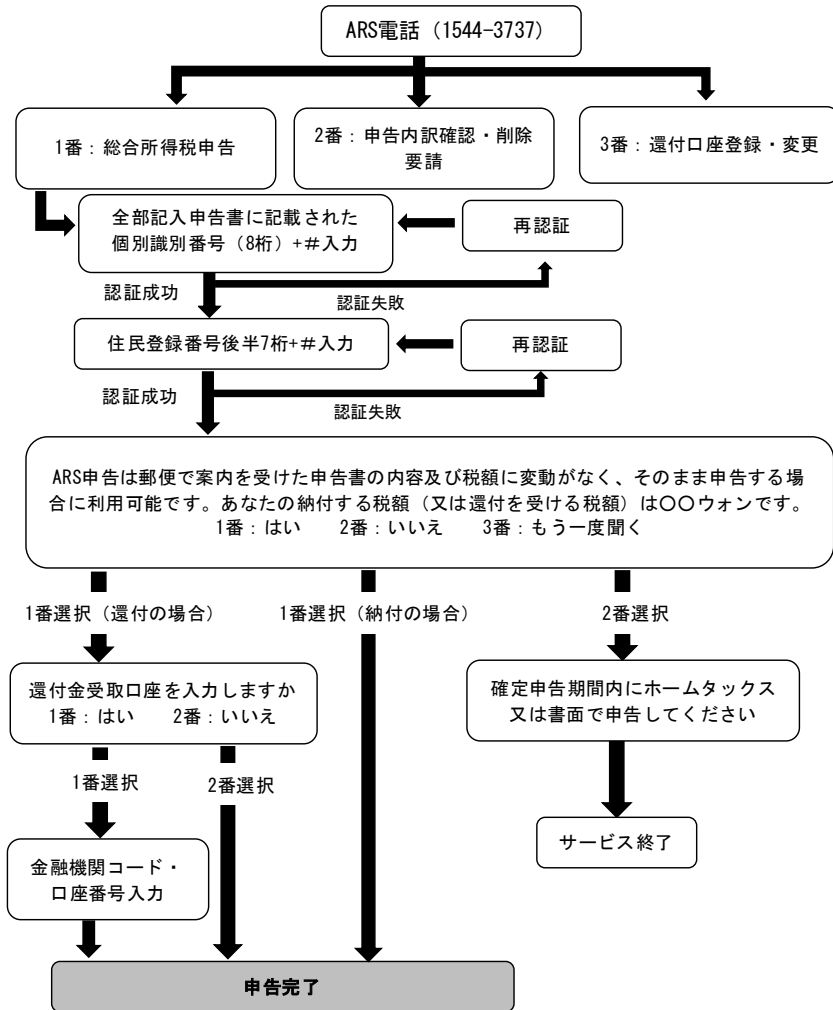 ARS電話（1544-3737）
1番：総合所得税申告
2番：申告内訳確認・削除
要請
3番：還付口座登録・変更
全部記入申告書に記載された
個別識別番号（8桁）+＃入力
再認証
認証成功
認証失敗
住民登録番号後半7桁+＃入力
再認証
認証成功
認証失敗
ARS申告は郵便で案内を受けた申告書の内容及び税額に変動がなく、そのまま申告する場
合に利用可能です。あなたの納付する税額（又は還付を受ける税額）は〇〇ウォンです。
1番：はい　　2番：いいえ　　3番：もう一度聞く
1番選択（還付の場合）
1番選択（納付の場合）
2番選択
還付金受取口座を入力しますか
1番：はい　　2番：いいえ
確定申告期間内にホームタックス
又は書面で申告してください
1番選択
2番選択
サービス終了
金融機関コード・
口座番号入力
申告完了